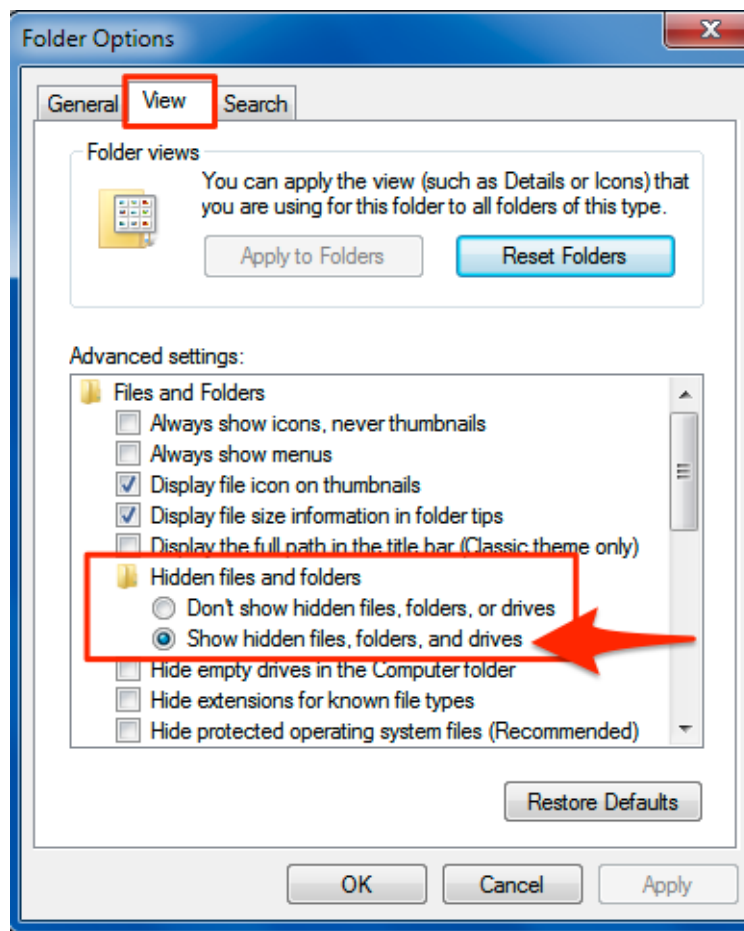 Folder Options
General View Search
Folder views
You can apply the view (such as Details or Icons) that
you are using for this folder to all folders of this type.
Apply to Folders Reset Folders
Advanced settings:
Files and Folders
Always show icons, never thumbnails
Always show menus
Display file icon on thumbnails
Display file size information in folder tips
Display the full path in the title bar (Classic theme only)
Hidden files and folders
Don't show hidden files, folders, or drives
Show hidden files, folders, and drives
Hide empty drives in the Computer folder
Hide extensions for known file types
Hide protected operating system files (Recommended)
Restore Defaults
OK Cancel Apply